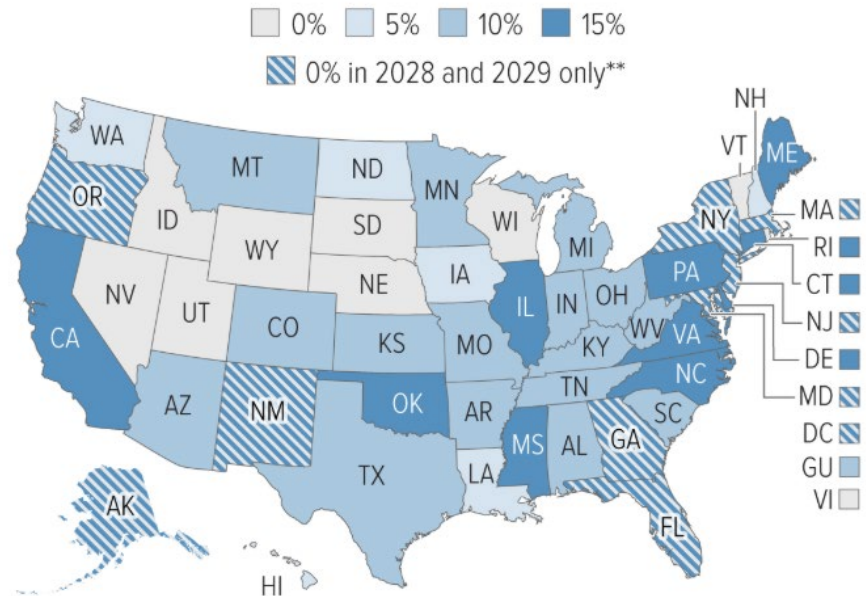 0% 5% 10% 15%
0% in 2028 and 2029 only**
NH
VT
WA
MT
ND
MN
ME
OR
ID
SD
WI
NY
MA
WY
MI
RI
NE
IA
PA
CT
NV
UT
CO
IL
IN
OH
NJ
CA
KS
MO
WV
VA
DE
KY
NC
MD
AZ
NM
OK
AR
TN
SC
DC
MS
AL
GA
TX
LA
GU
VI
AK
FL
HI